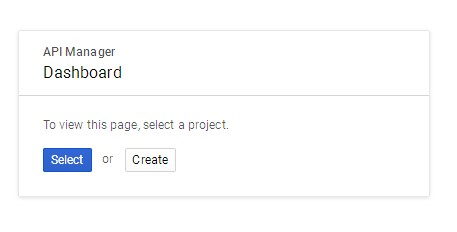 API Manager
Dashboard
To view this page, select a project.
Select or Create